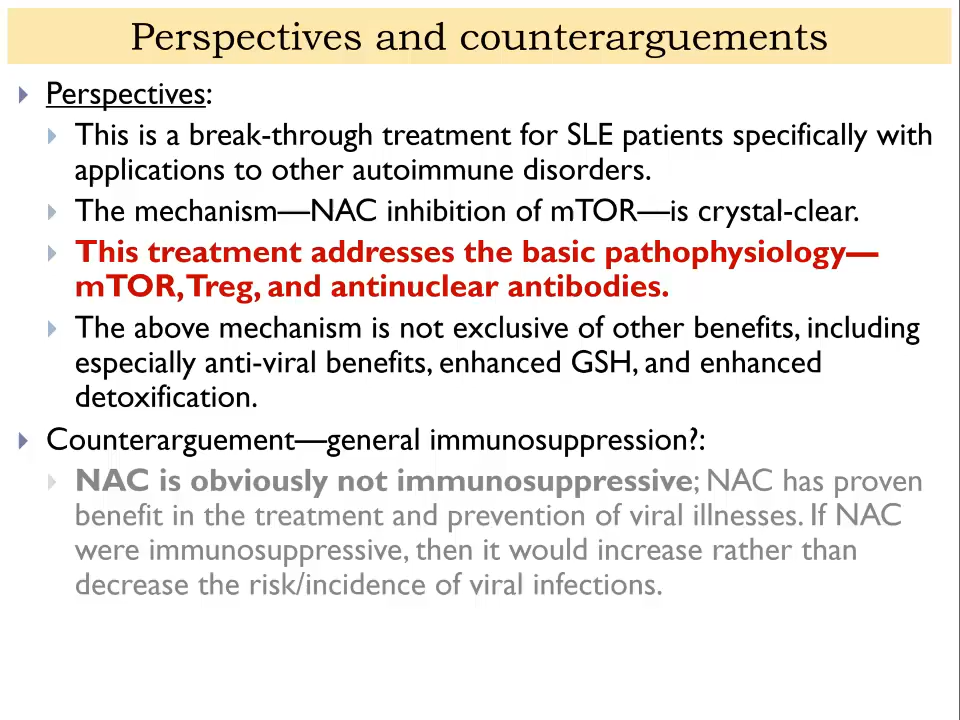 Perspectives and counterarguements
Perspectives:
This is a break-through treatment for SLE patients specifically with
applications to other autoimmune disorders.
The mechanism—NAC inhibition of mTOR—is crystal-clear.
This treatment addresses the basic pathophysiology—
mTOR, Treg, and antinuclear antibodies.
The above mechanism is not exclusive of other benefits, including
especially anti-viral benefits, enhanced GSH, and enhanced
detoxification.
Counterarguement—general immunosuppression?:
NAC is obviously not immunosuppressive; NAC has proven
benefit in the treatment and prevention of viral illnesses. If NAC
were immunosuppressive, then it would increase rather than
decrease the risk/incidence of viral infections.